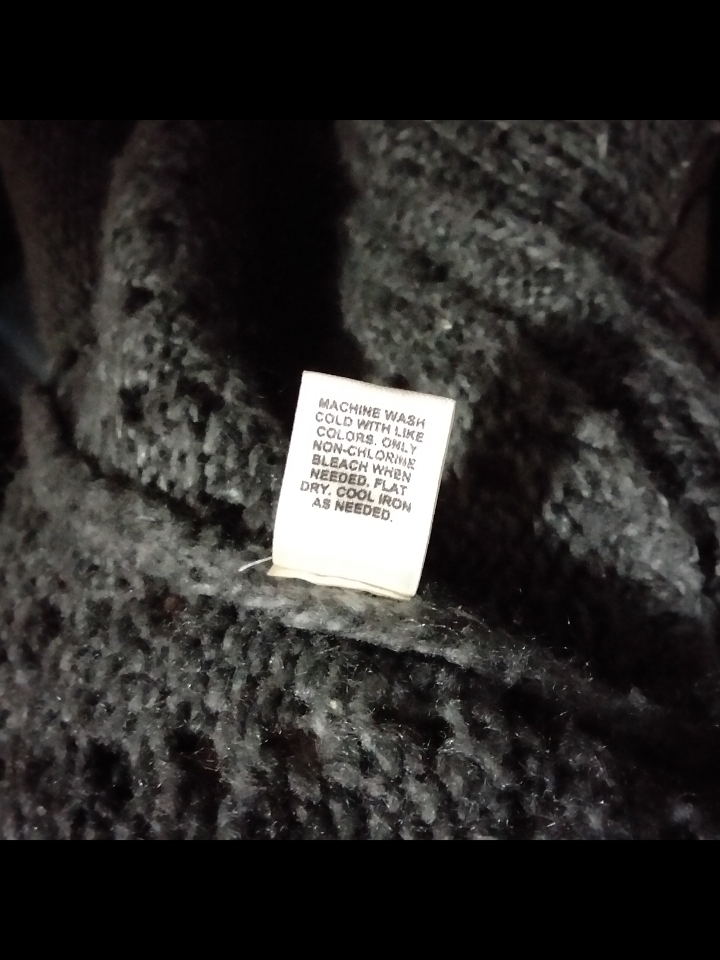 MACHINE WASH
COLD WITH LIKE
COLORS. ONLY
NON-CHLORINE
BLEACH WHEN
NEEDED. FLAT
DRY. COOL IRON
AS NEEDED.